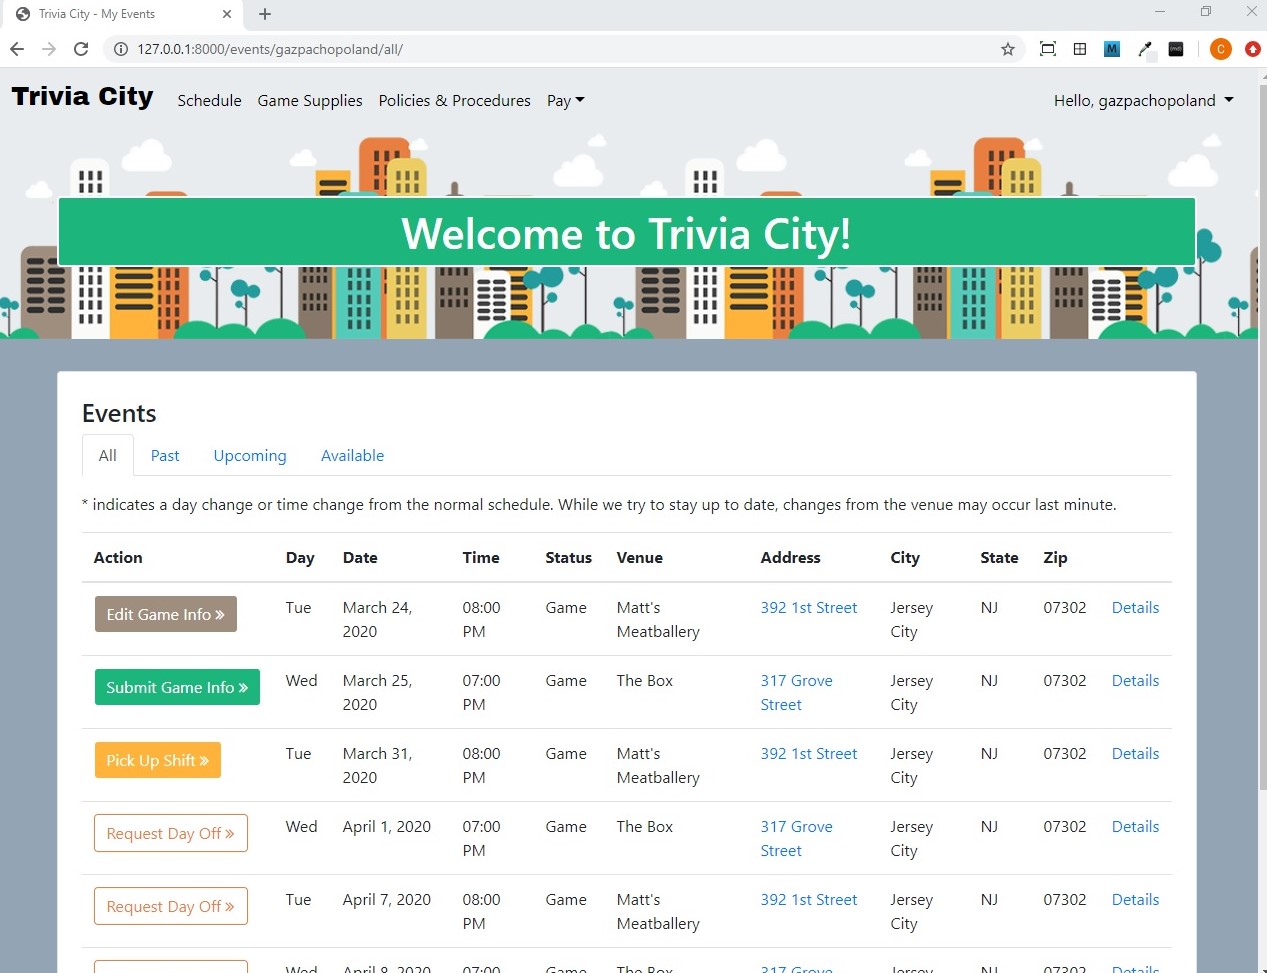 Trivia City - My Events
127.0.0.1:8000/events/gazpachopoland/all/
M
C
Trivia City Schedule Game Supplies Policies & Procedures Pay Hello, gazpachopoland
Welcome to Trivia City!
Events
All Past Upcoming Available
* indicates a day change or time change from the normal schedule. While we try to stay up to date, changes from the venue may occur last minute.
Action Day Date Time Status Venue Address City State Zip
Edit Game Info » Tue March 24, 08:00 Game Matt's 392 1st Street Jersey NJ 07302 Details
2020 PM Meatballery City
Submit Game Info » Wed March 25, 07:00 Game The Box 317 Grove Jersey NJ 07302 Details
2020 PM Street City
Pick Up Shift » Tue March 31, 08:00 Game Matt's 392 1st Street Jersey NJ 07302 Details
2020 PM Meatballery City
Request Day Off » Wed April 1, 2020 07:00 Game The Box 317 Grove Jersey NJ 07302 Details
PM Street City
Request Day Off » Tue April 7, 2020 08:00 Game Matt's 392 1st Street Jersey NJ 07302 Details
PM Meatballery City
Wed April 8, 2020 07:00 Game The Box 317 Grove Jersey NJ 07302 Details